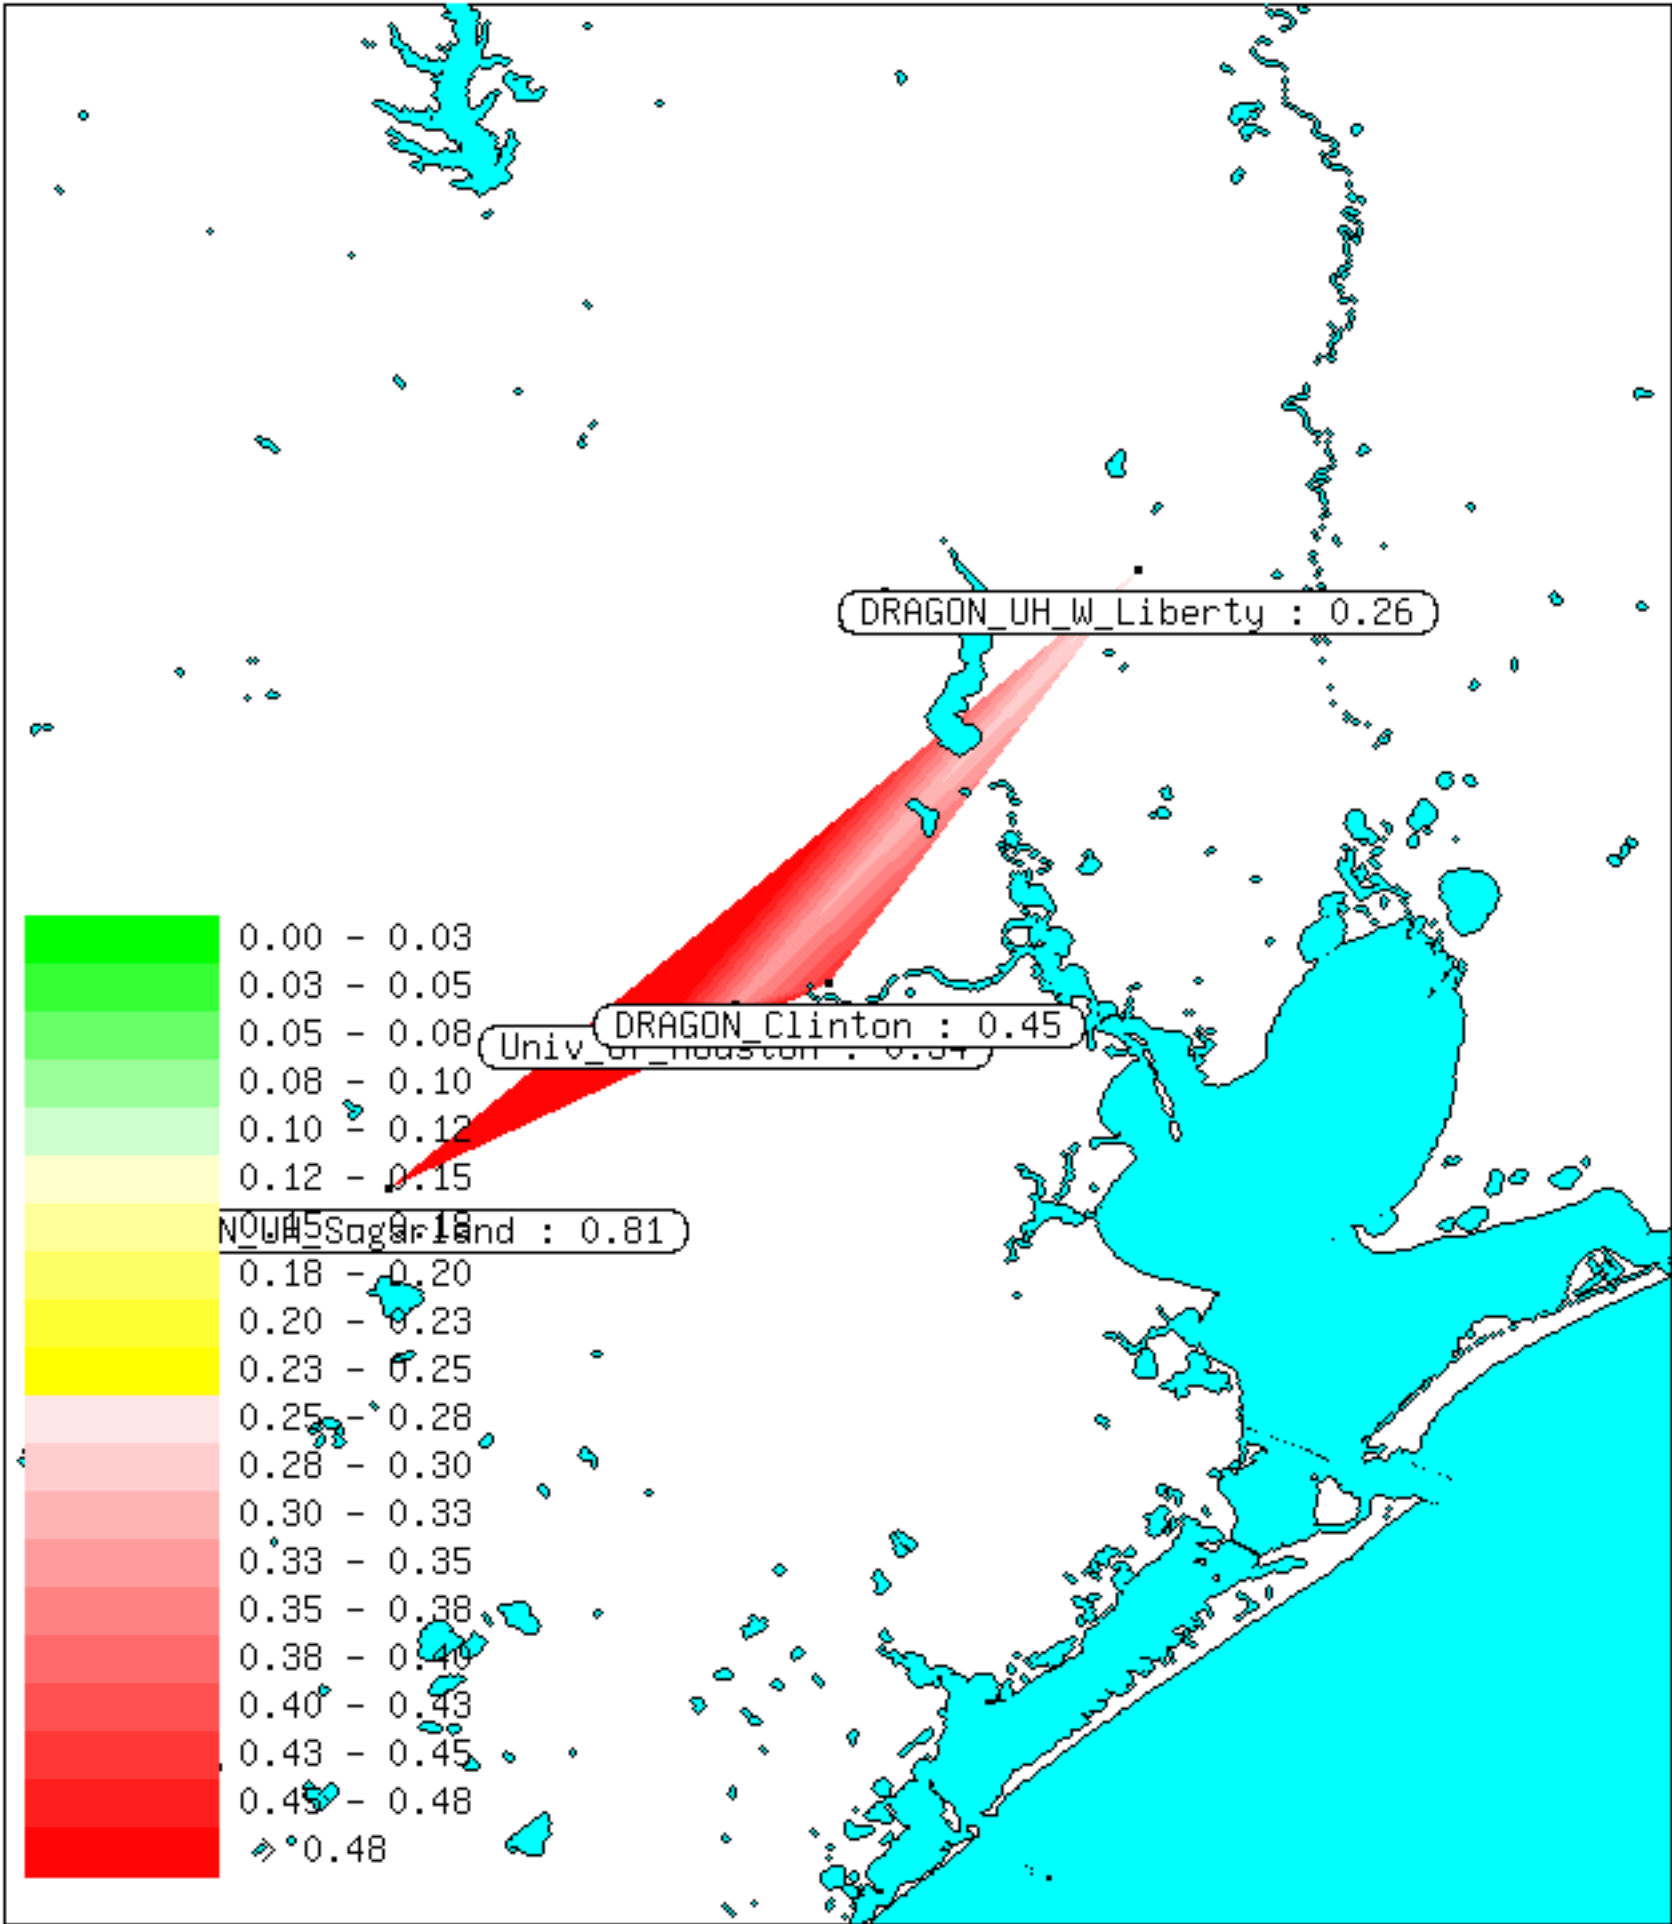 DRAGON_UH_W_Liberty : 0.26
0.00 - 0.03
0.03 - 0.05
DRAGON_Clinton : 0.45
0.05 - 0.08
Univ_of_Houston : 0.34
0.08 - 0.10
0.10 - 0.12
0.12 - 0.15
0.15 - 0.18
N_UH_Sugarland : 0.81
0.18 - 0.20
0.20 - 0.23
0.23 - 0.25
0.25 - 0.28
0.28 - 0.30
0.30 - 0.33
0.33 - 0.35
0.35 - 0.38
0.38 - 0.40
0.40 - 0.43
0.43 - 0.45
0.45 - 0.48
> 0.48